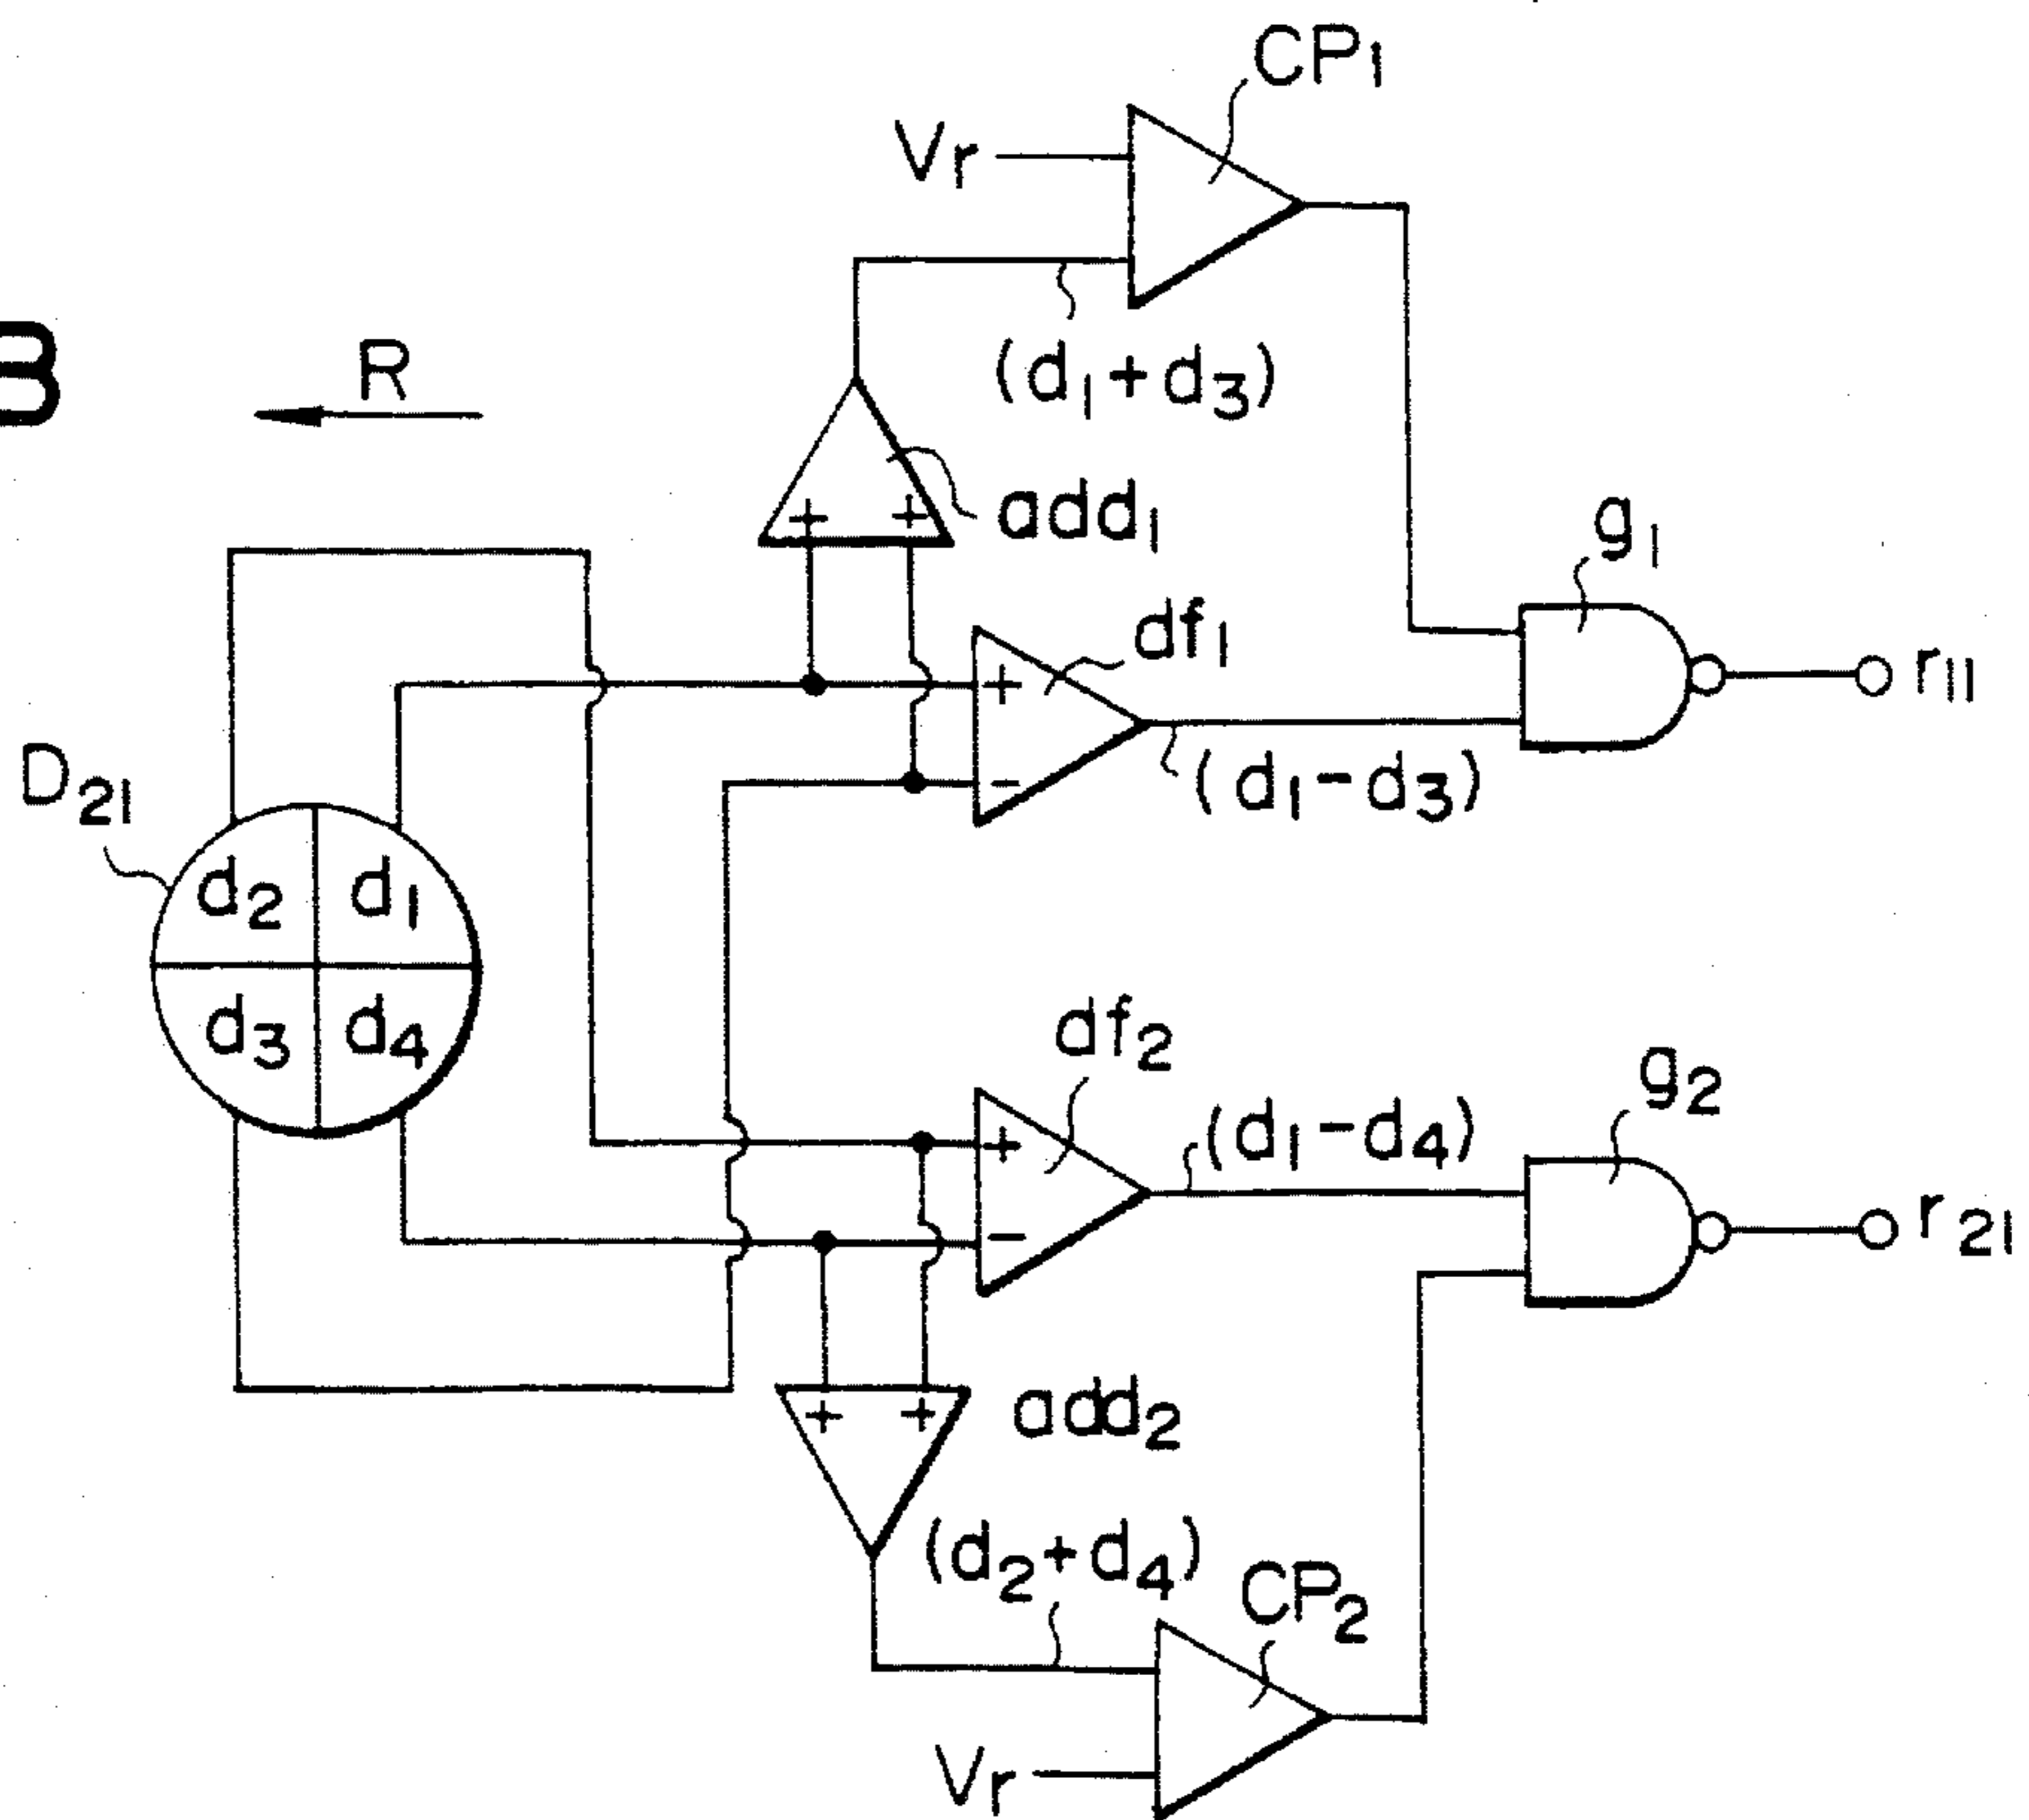 CP1
Vr
(d1+d3)
R
add1
g1
df1
r11
(d1-d3)
D21
d2 d1
d3 d4
df2
(d1-d4)
g2
r21
add2
(d2+d4)
CP2
Vr
+ +
+
-
+
-
+ +